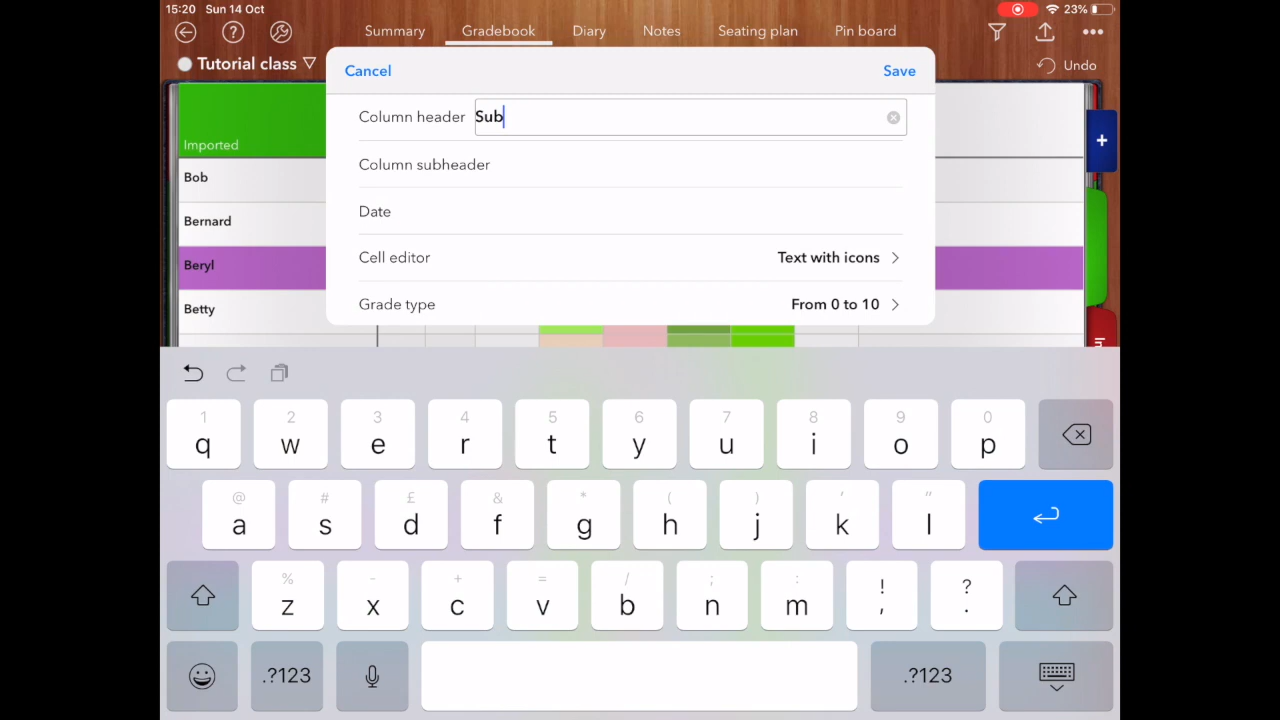 15:20 Sun 14 Oct
23%
?
Summary Gradebook Diary Notes Seating plan Pin board
Tutorial class
Undo
Cancel
Save
Column header Sub
Column subheader
Date
Cell editor Text with icons
Grade type From 0 to 10
Imported
Bob
Bernard
Beryl
Betty
+
1 2 3 4 5 6 7 8 9 0
q w e r t y u i o p
@ # £ & * ( ) ' "
a s d f g h j k l
% - + = / ; : ! ?
z x c v b n m , .
.?123
.?123